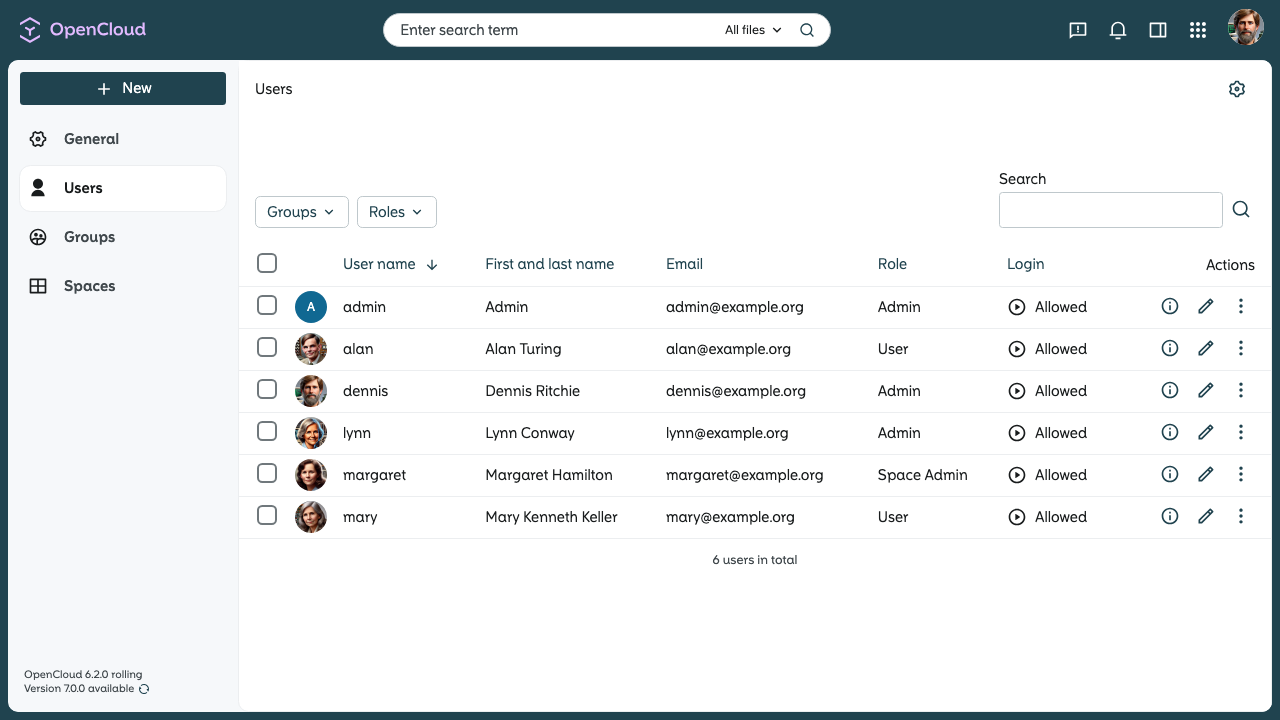 OpenCloud
Enter search term
All files
New
General
Users
Groups
Spaces
OpenCloud 6.2.0 rolling
Version 7.0.0 available
Users
Search
Groups
Roles
User name First and last name Email Role Login Actions
A admin Admin admin@example.org Admin Allowed
alan Alan Turing alan@example.org User Allowed
dennis Dennis Ritchie dennis@example.org Admin Allowed
lynn Lynn Conway lynn@example.org Admin Allowed
margaret Margaret Hamilton margaret@example.org Space Admin Allowed
mary Mary Kenneth Keller mary@example.org User Allowed
6 users in total